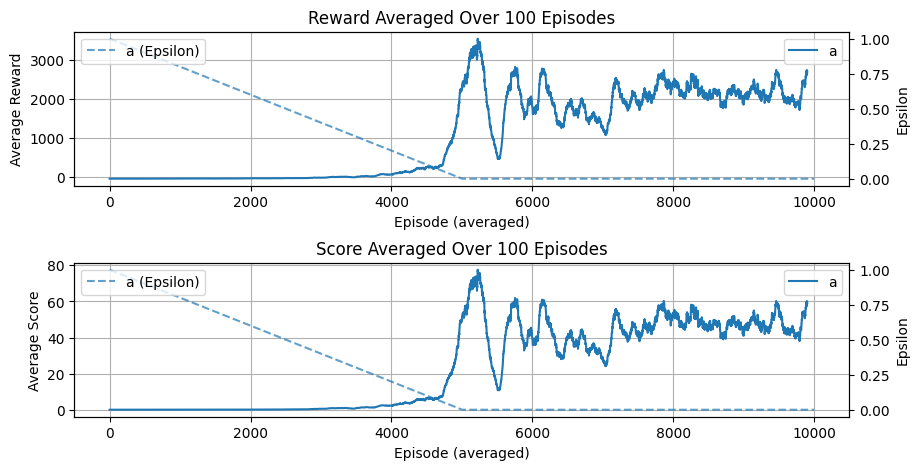 Reward Averaged Over 100 Episodes
a (Epsilon)
a
Average Reward
3000
2000
1000
0
1.00
0.75
0.50
0.25
0.00
Epsilon
0 2000 4000 6000 8000 10000
Episode (averaged)
Score Averaged Over 100 Episodes
a (Epsilon)
a
Average Score
80
60
40
20
0
1.00
0.75
0.50
0.25
0.00
Epsilon
0 2000 4000 6000 8000 10000
Episode (averaged)